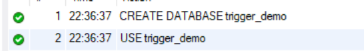 1 22:36:37 CREATE DATABASE trigger_demo
2 22:36:37 USE trigger_demo